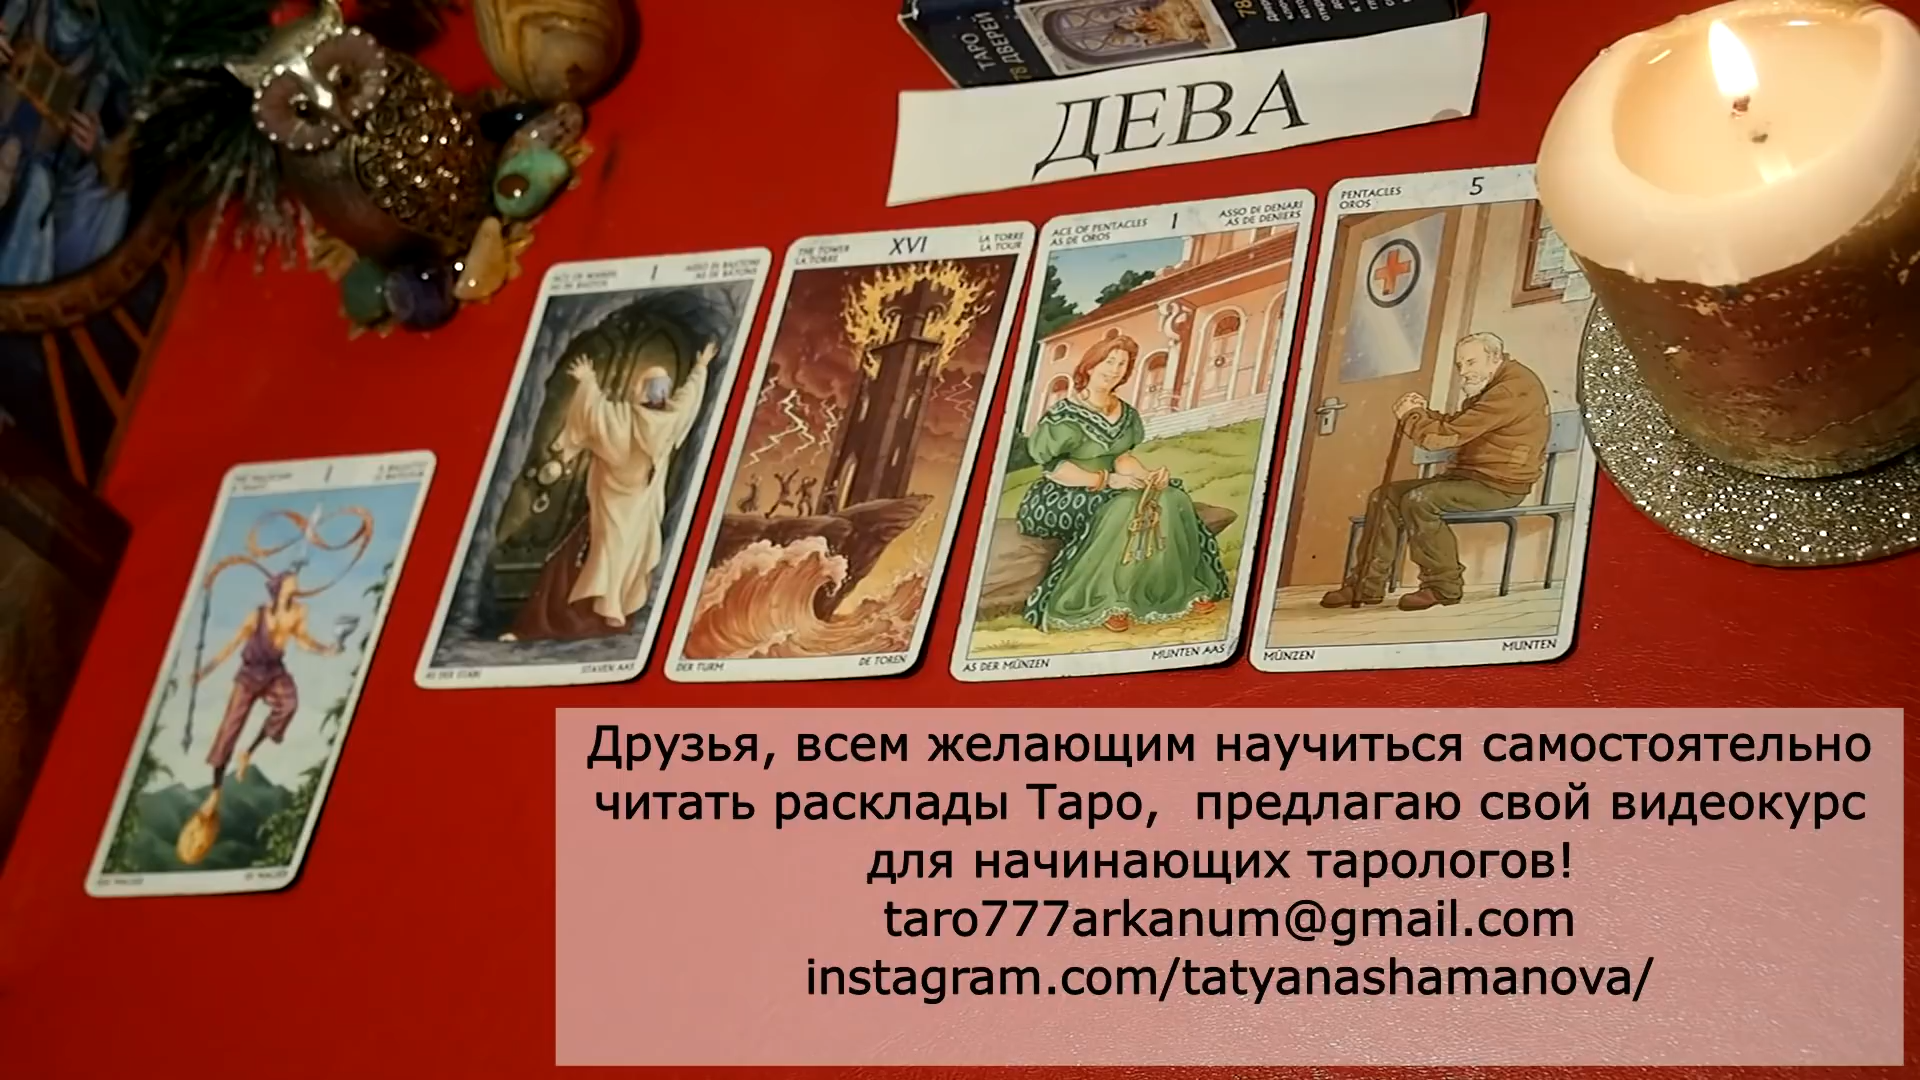 ТАРО
78 ДВЕРЕЙ
78
ДЕВА
PENTACLES
OROS
5
ACE OF PENTACLES
AS DE OROS
I
ASSO DI DENARI
AS DE DENIERS
THE TOWER
LA TORRE
XVI
LA TORRE
LA TOUR
I
I
DER TURM
DE TOREN
AS DER MÜNZEN
MUNTEN AAS
MÜNZEN
MUNTEN
STAVEN AAS
Друзья, всем желающим научиться самостоятельно
читать расклады Таро, предлагаю свой видеокурс
для начинающих тарологов!
taro777arkanum@gmail.com
instagram.com/tatyanashamanova/